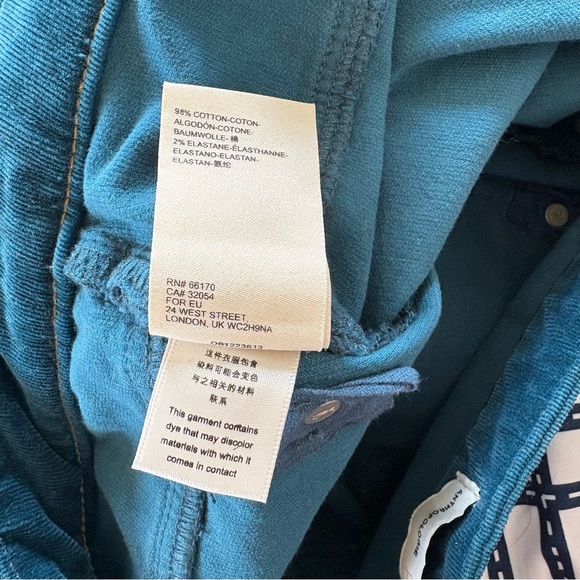 98% COTTON-COTON-
ALGODÓN-COTONE-
BAUMWOLLE-棉
2% ELASTANE-ÉLASTHANNE-
ELASTANO-ELASTAN-
ELASTAN-氨纶
RN# 66170
CA# 32054
FOR EU
24 WEST STREET,
LONDON, UK WC2H9NA
这件衣服包含
染料可能会变色
与之相关的材料
联系
This garment contains
dye that may discolor
materials with which it
comes in contact
ANTHROPOLOGIE